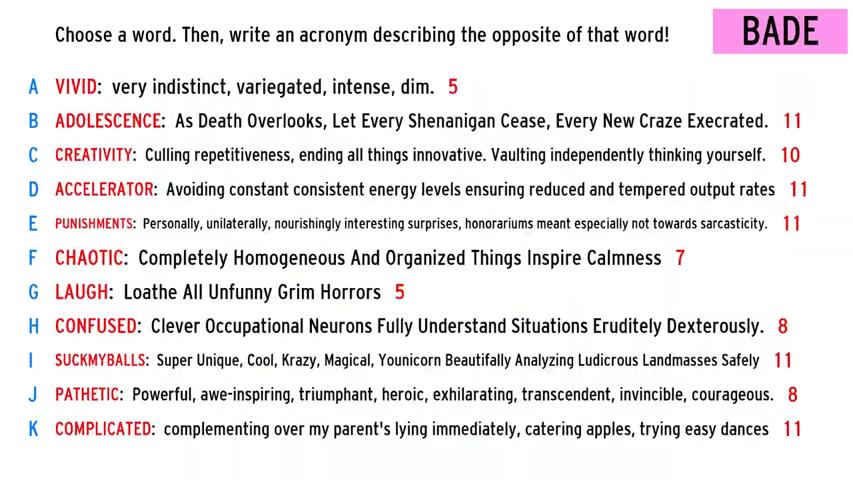 Choose a word. Then, write an acronym describing the opposite of that word!
BADE
A VIVID: very indistinct, variegated, intense, dim. 5
B ADOLESCENCE: As Death Overlooks, Let Every Shenanigan Cease, Every New Craze Execrated. 11
C CREATIVITY: Culling repetitiveness, ending all things innovative. Vaulting independently thinking yourself. 10
D ACCELERATOR: Avoiding constant consistent energy levels ensuring reduced and tempered output rates 11
E PUNISHMENTS: Personally, unilaterally, nourishingly interesting surprises, honorariums meant especially not towards sarcasticity. 11
F CHAOTIC: Completely Homogeneous And Organized Things Inspire Calmness 7
G LAUGH: Loathe All Unfunny Grim Horrors 5
H CONFUSED: Clever Occupational Neurons Fully Understand Situations Eruditely Dexterously. 8
I SUCKMYBALLS: Super Unique, Cool, Krazy, Magical, Younicorn Beautifally Analyzing Ludicrous Landmasses Safely 11
J PATHETIC: Powerful, awe-inspiring, triumphant, heroic, exhilarating, transcendent, invincible, courageous. 8
K COMPLICATED: complementing over my parent's lying immediately, catering apples, trying easy dances 11